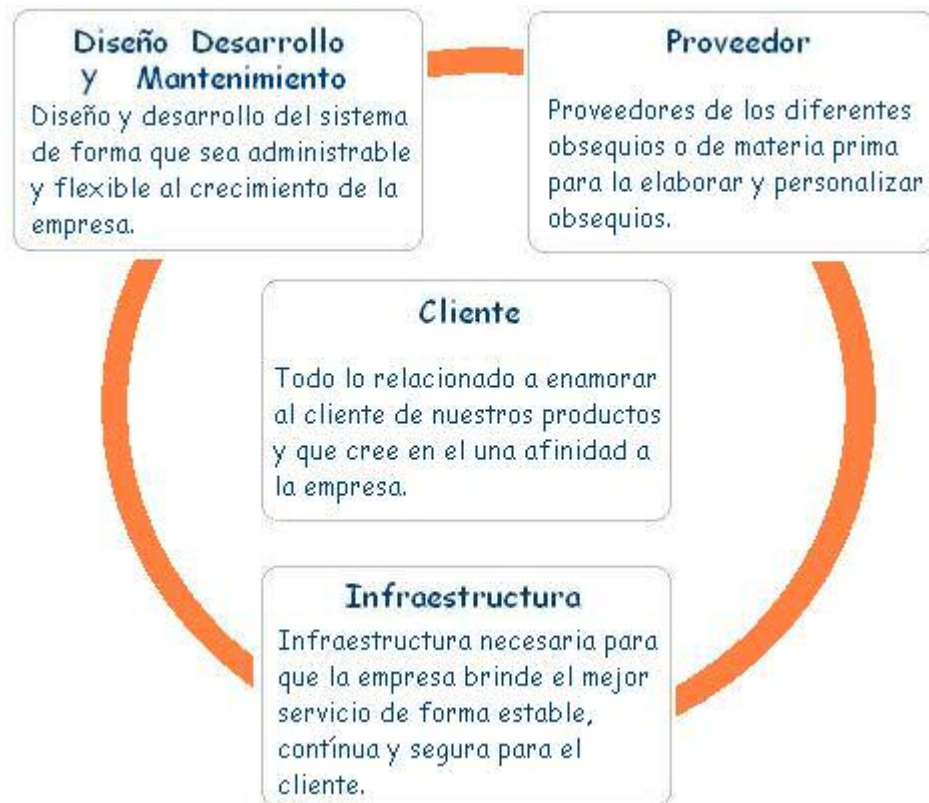 Diseño Desarrollo
y Mantenimiento
Diseño y desarrollo del sistema
de forma que sea administrable
y flexible al crecimiento de la
empresa.
Proveedor
Proveedores de los diferentes
obsequios o de materia prima
para la elaborar y personalizar
obsequios.
Cliente
Todo lo relacionado a enamorar
al cliente de nuestros productos
y que cree en el una afinidad a
la empresa.
Infraestructura
Infraestructura necesaria para
que la empresa brinde el mejor
servicio de forma estable,
contínua y segura para el
cliente.